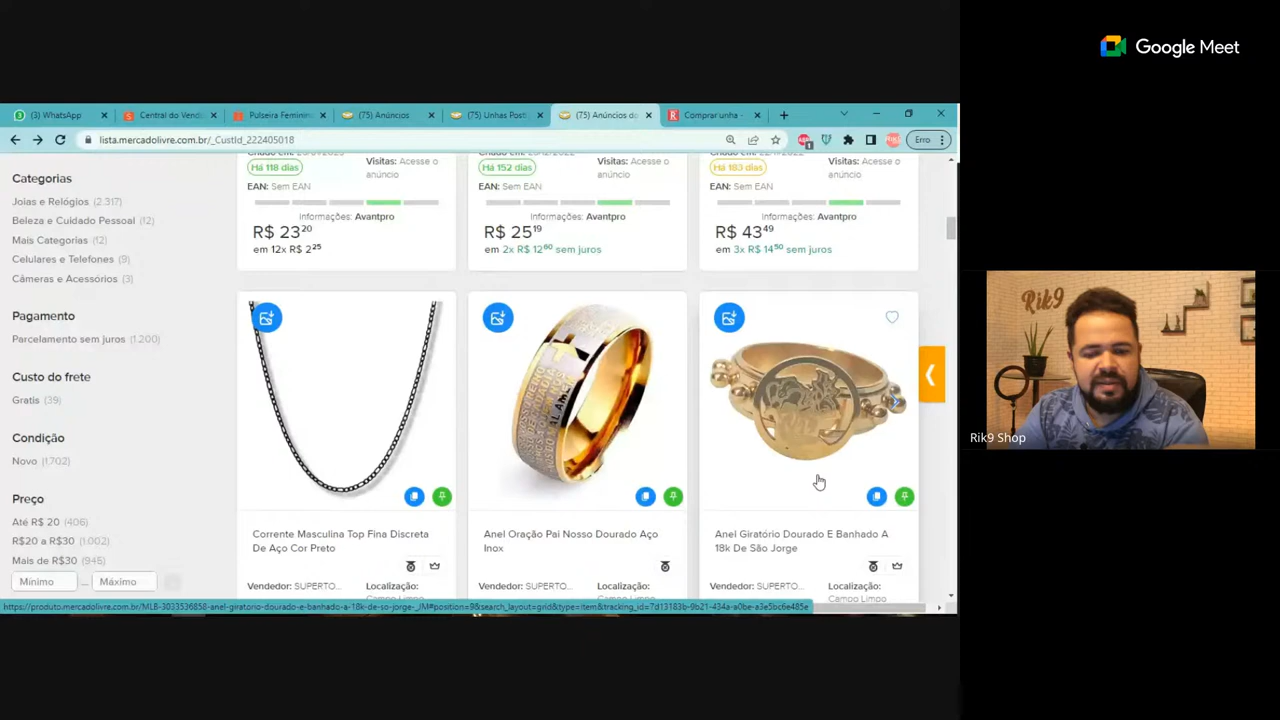 Google Meet
(3) WhatsApp
Central do Vend
Pulseira Feminin
(75) Anúncios
(75) Unhas Posti
(75) Anúncios do
Comprar unha -
lista.mercadolivre.com.br/_CustId_222405018
Erro
Categorias
Joias e Relógios (2.317)
Beleza e Cuidado Pessoal (12)
Mais Categorias (12)
Celulares e Telefones (9)
Câmeras e Acessórios (3)
Pagamento
Parcelamento sem juros (1.200)
Custo do frete
Gratis (39)
Condição
Novo (1.702)
Preço
Até R$ 20 (406)
R$20 a R$30 (1.002)
Mais de R$30 (945)
Mínimo
Máximo
Há 118 dias
Visitas: Acesse o
anúncio
EAN: Sem EAN
Informações: Avantpro
R$ 23 20
em 12x R$ 2 25
Há 152 dias
Visitas: Acesse o
anúncio
EAN: Sem EAN
Informações: Avantpro
R$ 25 19
em 2x R$ 12 60 sem juros
Há 183 dias
Visitas: Acesse o
anúncio
EAN: Sem EAN
Informações: Avantpro
R$ 43 49
em 3x R$ 14 50 sem juros
Corrente Masculina Top Fina Discreta
De Aço Cor Preto
Vendedor: SUPERTO...
Localização:
Anel Oração Pai Nosso Dourado Aço
Inox
Vendedor: SUPERTO...
Localização:
Campo Limpo
Anel Giratório Dourado E Banhado A
18k De São Jorge
Vendedor: SUPERTO...
Localização:
Campo Limpo
Rik9
Rik9 Shop